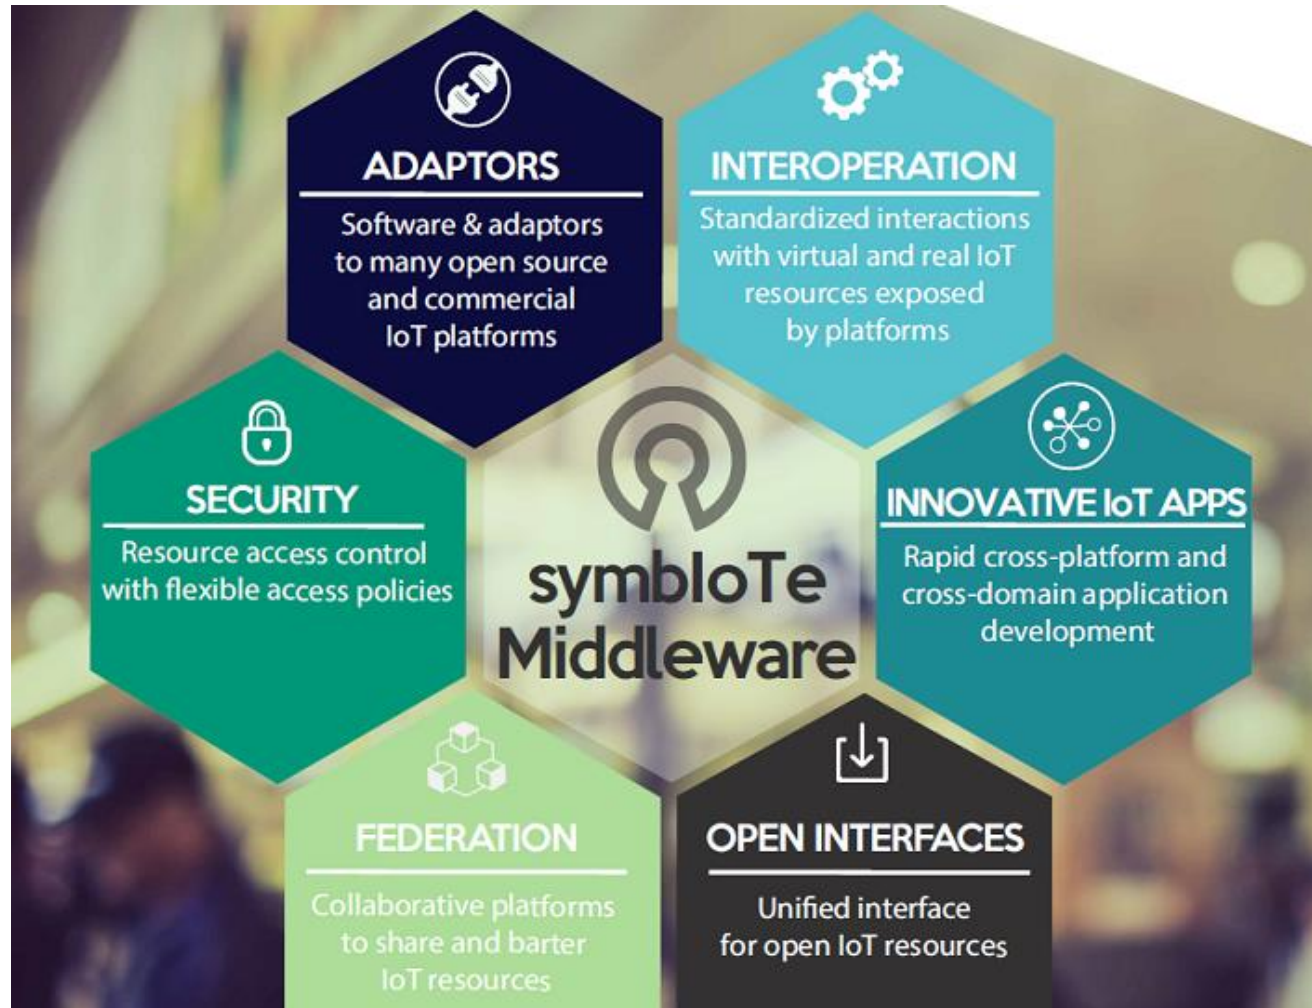 ADAPTORS
Software & adaptors
to many open source
and commercial
IoT platforms
INTEROPERATION
Standardized interactions
with virtual and real IoT
resources exposed
by platforms
SECURITY
Resource access control
with flexible access policies
symbIoTe
Middleware
INNOVATIVE IoT APPS
Rapid cross-platform and
cross-domain application
development
FEDERATION
Collaborative platforms
to share and barter
IoT resources
OPEN INTERFACES
Unified interface
for open IoT resources